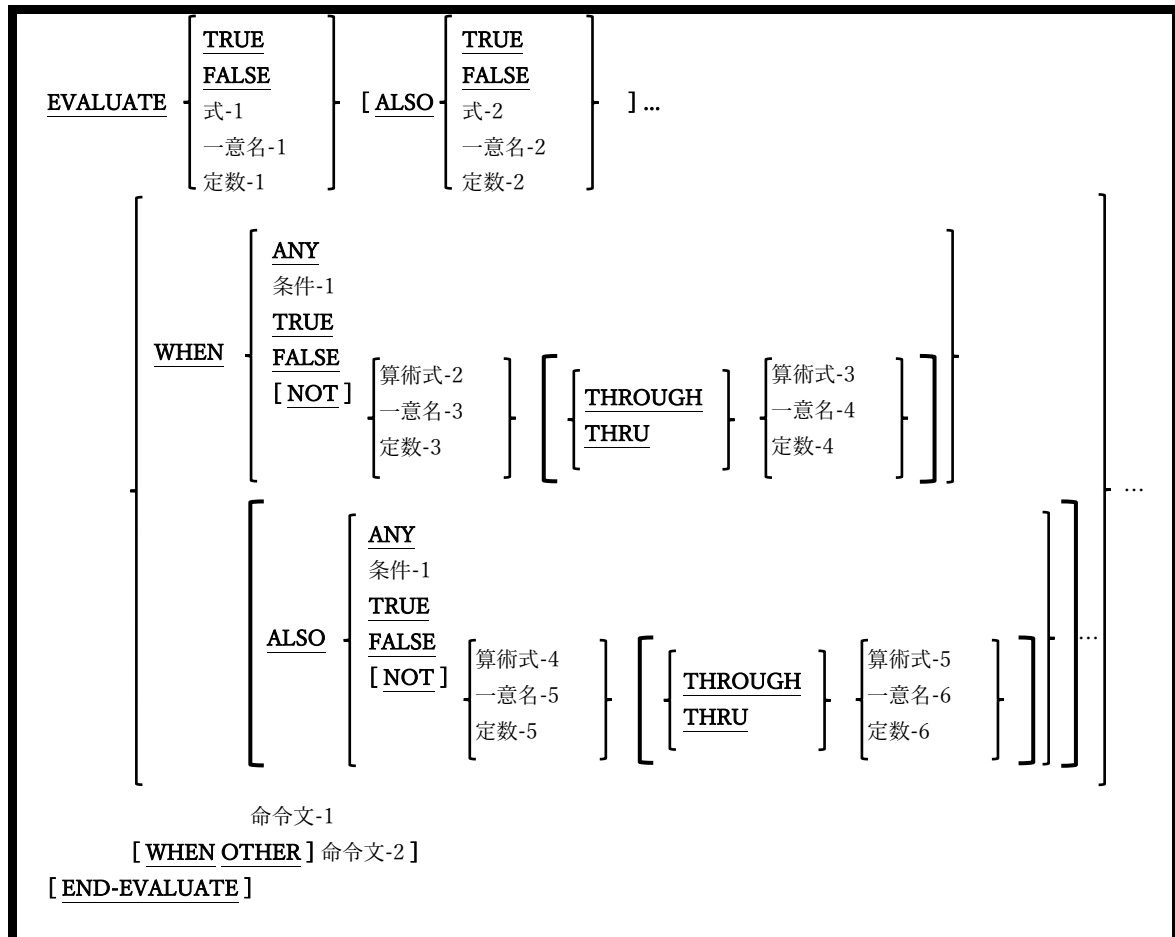 TRUE TRUE
FALSE FALSE
EVALUATE 式-1 [ ALSO 式-2 ] ...
一意名-1 一意名-2
定数-1 定数-2
ANY
条件-1
TRUE
WHEN FALSE
[ NOT ] 算術式-2 THROUGH 算術式-3
一意名-3 THRU 一意名-4
定数-3 定数-4
...
ANY
条件-1
TRUE
ALSO FALSE ...
[ NOT ] 算術式-4 THROUGH 算術式-5
一意名-5 THRU 一意名-6
定数-5 定数-6
命令文-1
[ WHEN OTHER ] 命令文-2 ]
[ END-EVALUATE ]